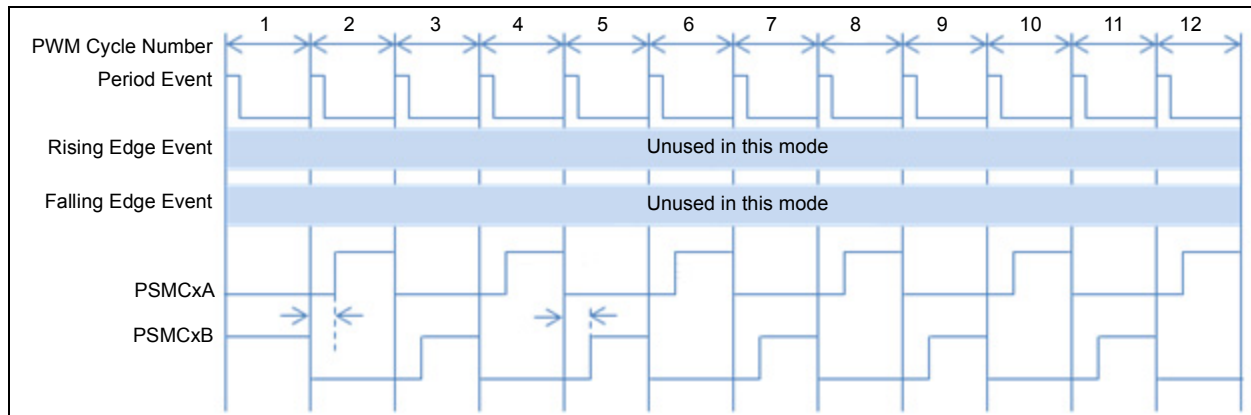 1 2 3 4 5 6 7 8 9 10 11 12
PWM Cycle Number
Period Event
Rising Edge Event Unused in this mode
Falling Edge Event Unused in this mode
PSMCxA
PSMCxB